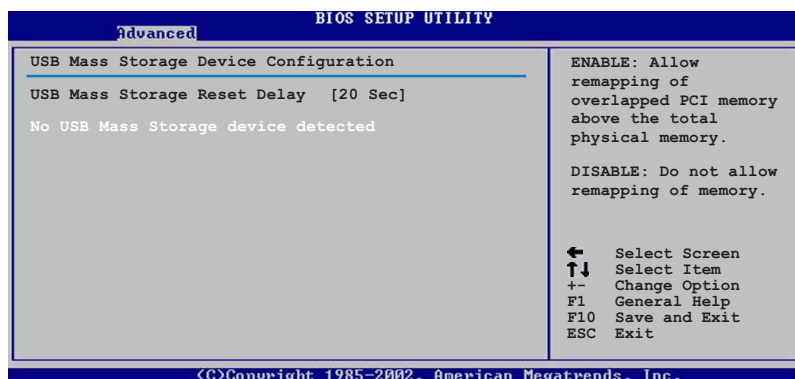 BIOS SETUP UTILITY
Advanced
USB Mass Storage Device Configuration
USB Mass Storage Reset Delay [20 Sec]
No USB Mass Storage device detected
ENABLE: Allow
remapping of
overlapped PCI memory
above the total
physical memory.
DISABLE: Do not allow
remapping of memory.
← Select Screen
↑↓ Select Item
+- Change Option
F1 General Help
F10 Save and Exit
ESC Exit
(C)Copyright 1985-2002, American Megatrends, Inc.